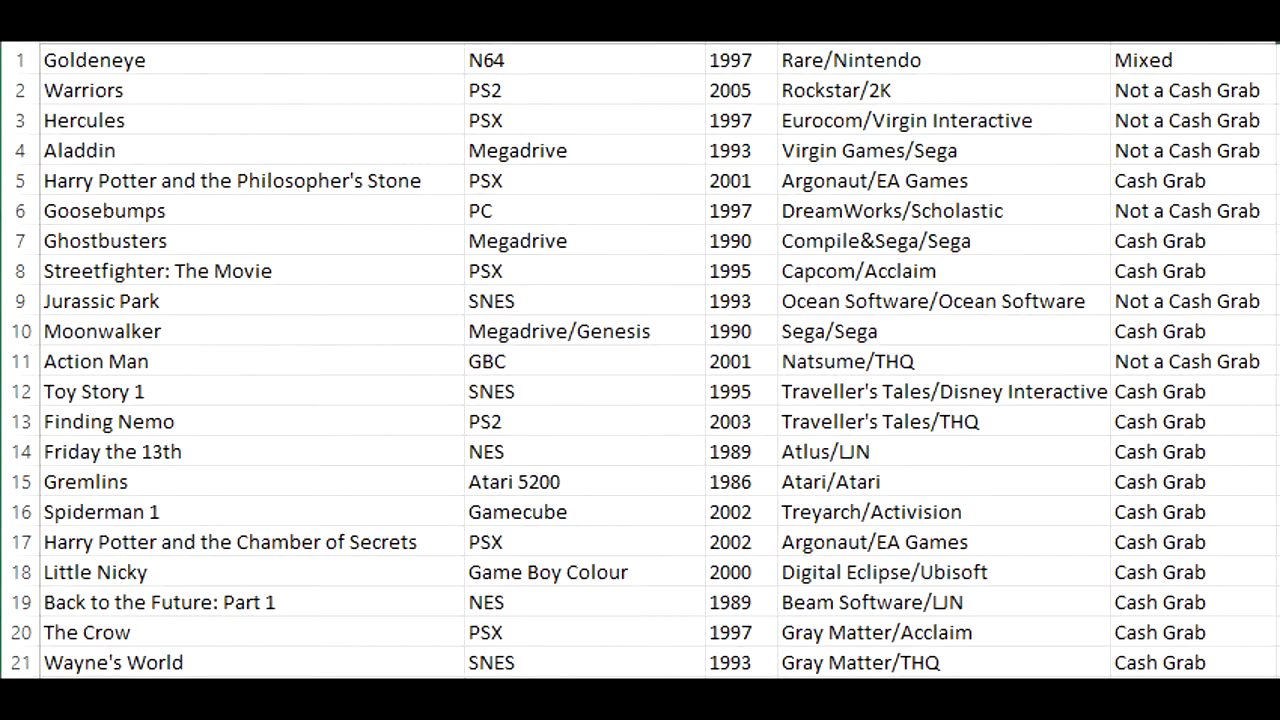 1 Goldeneye N64 1997 Rare/Nintendo Mixed
2 Warriors PS2 2005 Rockstar/2K Not a Cash Grab
3 Hercules PSX 1997 Eurocom/Virgin Interactive Not a Cash Grab
4 Aladdin Megadrive 1993 Virgin Games/Sega Not a Cash Grab
5 Harry Potter and the Philosopher's Stone PSX 2001 Argonaut/EA Games Cash Grab
6 Goosebumps PC 1997 DreamWorks/Scholastic Not a Cash Grab
7 Ghostbusters Megadrive 1990 Compile&Sega/Sega Cash Grab
8 Streetfighter: The Movie PSX 1995 Capcom/Acclaim Cash Grab
9 Jurassic Park SNES 1993 Ocean Software/Ocean Software Not a Cash Grab
10 Moonwalker Megadrive/Genesis 1990 Sega/Sega Cash Grab
11 Action Man GBC 2001 Natsume/THQ Not a Cash Grab
12 Toy Story 1 SNES 1995 Traveller's Tales/Disney Interactive Cash Grab
13 Finding Nemo PS2 2003 Traveller's Tales/THQ Cash Grab
14 Friday the 13th NES 1989 Atlus/LJN Cash Grab
15 Gremlins Atari 5200 1986 Atari/Atari Cash Grab
16 Spiderman 1 Gamecube 2002 Treyarch/Activision Cash Grab
17 Harry Potter and the Chamber of Secrets PSX 2002 Argonaut/EA Games Cash Grab
18 Little Nicky Game Boy Colour 2000 Digital Eclipse/Ubisoft Cash Grab
19 Back to the Future: Part 1 NES 1989 Beam Software/LJN Cash Grab
20 The Crow PSX 1997 Gray Matter/Acclaim Cash Grab
21 Wayne's World SNES 1993 Gray Matter/THQ Cash Grab